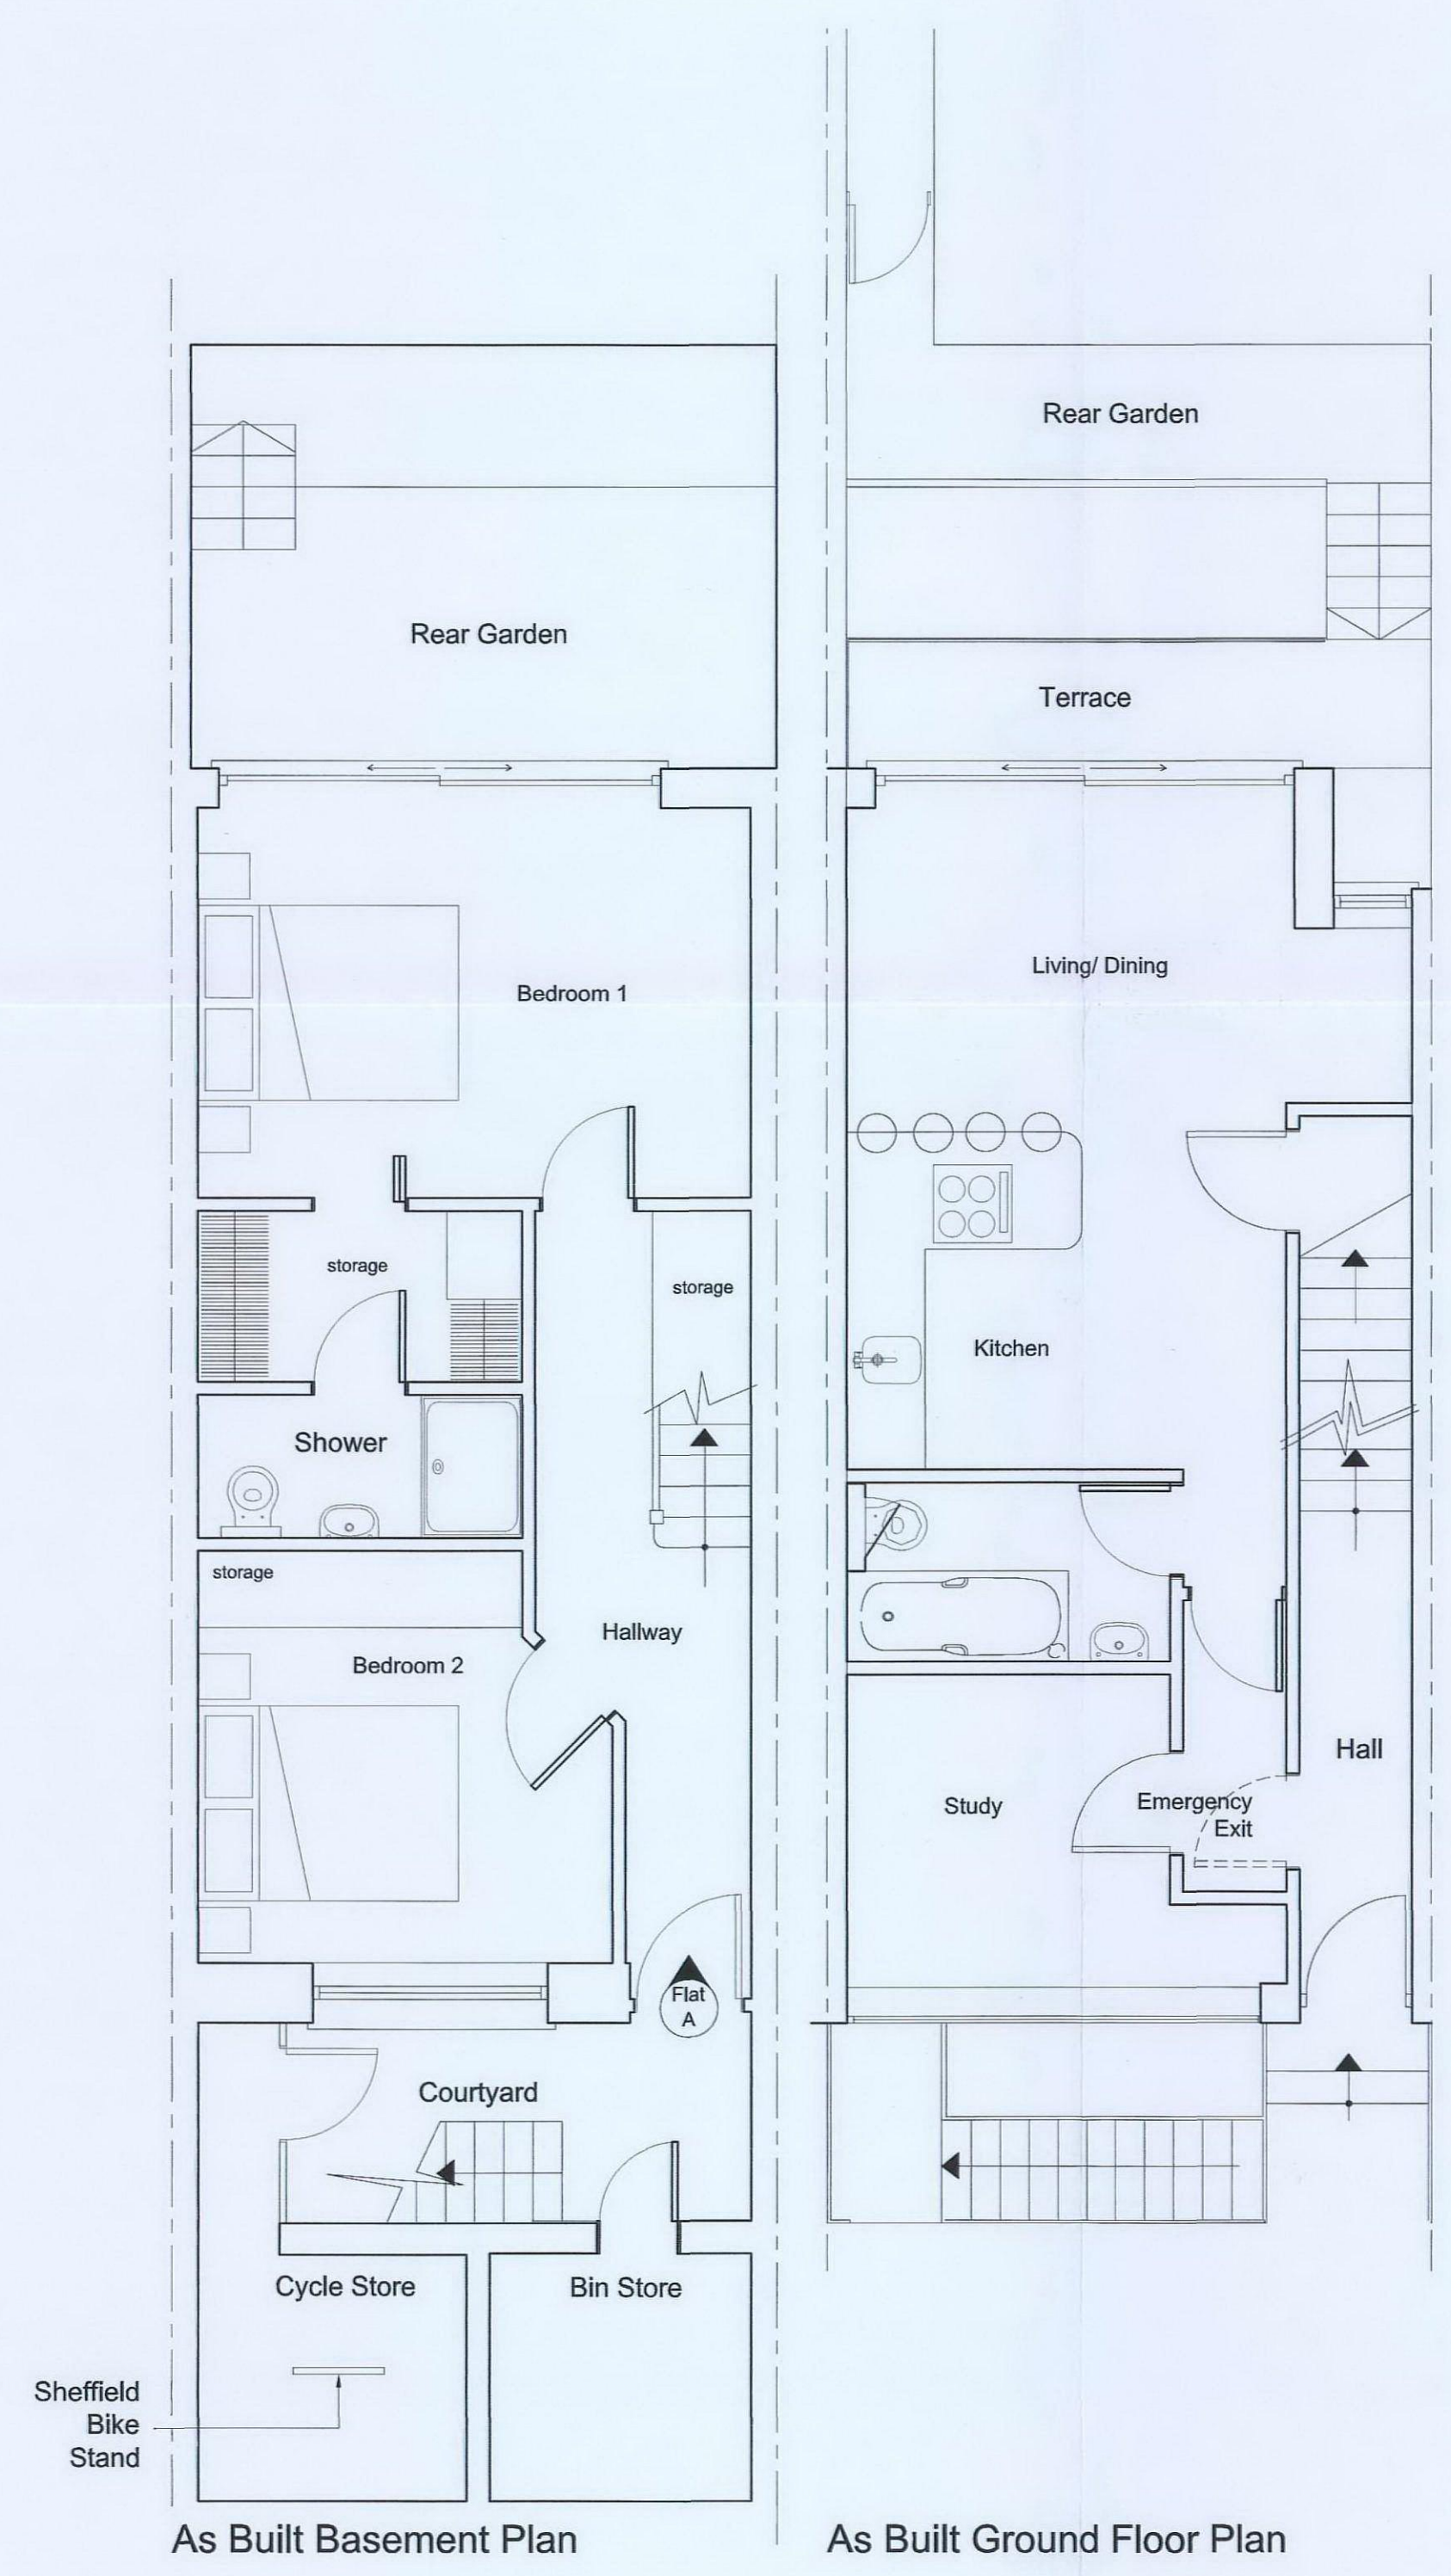 Rear Garden
Bedroom 1
storage
storage
Shower
storage
Hallway
Bedroom 2
Flat
A
Courtyard
Cycle Store
Bin Store
Sheffield
Bike
Stand
As Built Basement Plan
Rear Garden
Terrace
Living/ Dining
Kitchen
Hall
Study
Emergency
Exit
As Built Ground Floor Plan